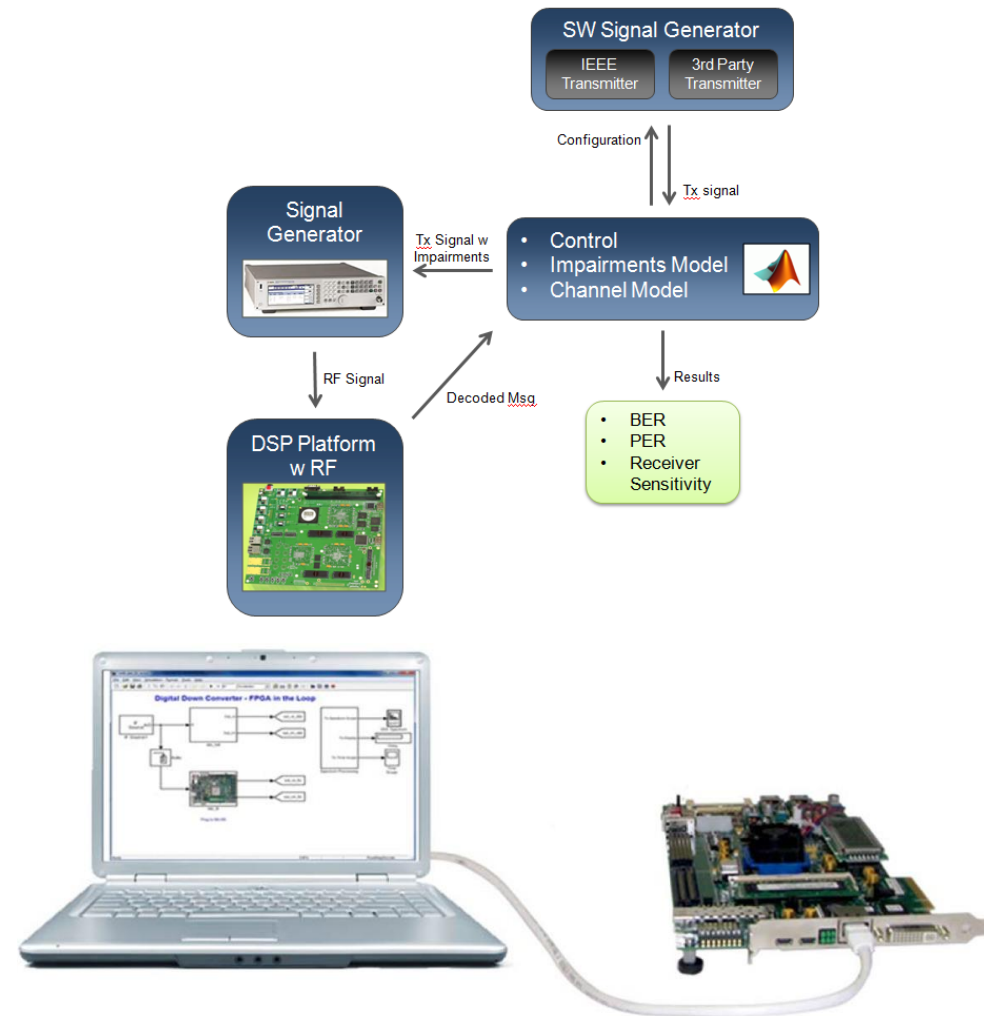 SW Signal Generator
IEEE
Transmitter
3rd Party
Transmitter
Configuration
Tx signal
Signal
Generator
Tx Signal w
Impairments
• Control
• Impairments Model
• Channel Model
RF Signal
Decoded Msg
Results
DSP Platform
w RF
• BER
• PER
• Receiver
Sensitivity
Digital Down Converter - FPGA in the Loop